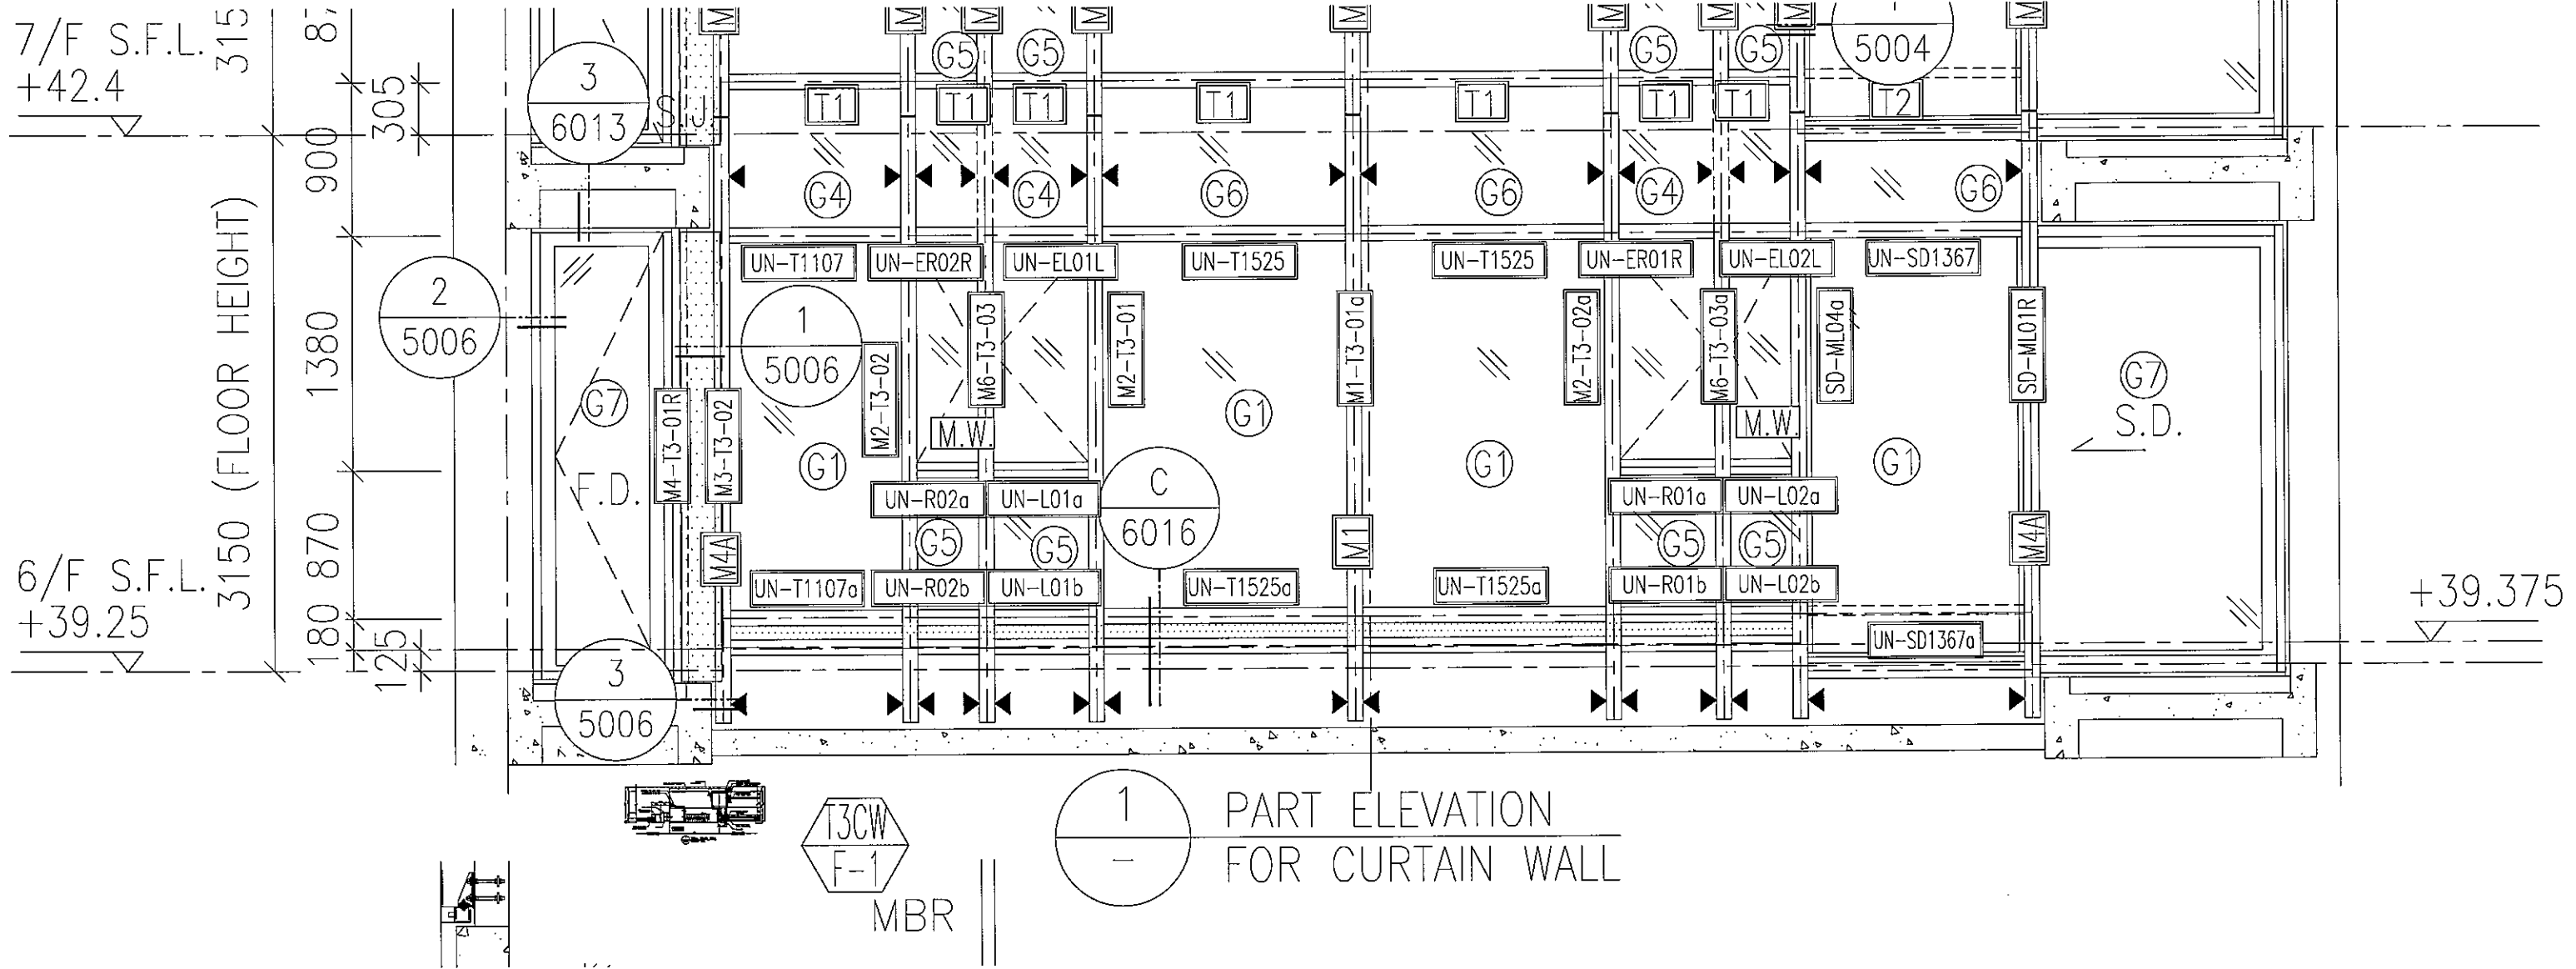 7/F S.F.L.
+42.4
305
900
3
6013
S.J.
G5
G5
G5
G5
5004
T1
T1
T1
T1
T1
T1
T1
T2
G4
G4
G6
G6
G4
G6
3150 (FLOOR HEIGHT)
1380
870
180
125
UN-T1107
UN-ER02R
UN-EL01L
UN-T1525
UN-T1525
UN-ER01R
UN-EL02L
UN-SD1367
2
5006
1
5006
M4-T3-01R
M3-T3-02
M2-T3-02
M6-T3-03
M2-T3-01
M1-T3-01a
M2-T3-02a
M6-T3-03a
SD-ML04a
SD-ML01R
G7
F.D.
G1
M.W.
G1
G1
M.W.
G1
G7
S.D.
C
6016
UN-R02a
UN-L01a
UN-R01a
UN-L02a
M4A
G5
G5
M1
G5
G5
M4A
6/F S.F.L.
+39.25
UN-T1107a
UN-R02b
UN-L01b
UN-T1525a
UN-T1525a
UN-R01b
UN-L02b
+39.375
UN-SD1367a
3
5006
T3CW
F-1
MBR
1
-
PART ELEVATION
FOR CURTAIN WALL